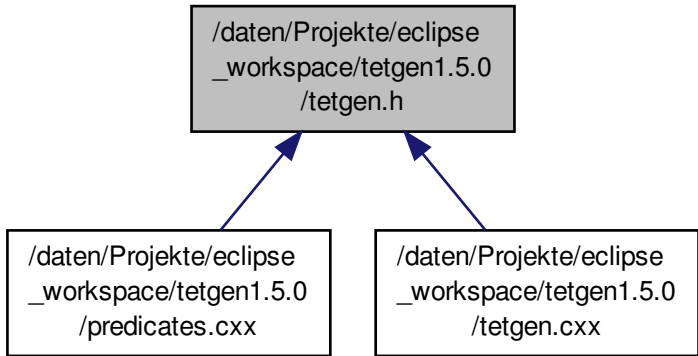 /daten/Projekte/eclipse
_workspace/tetgen1.5.0
/tetgen.h
/daten/Projekte/eclipse
_workspace/tetgen1.5.0
/predicates.cxx
/daten/Projekte/eclipse
_workspace/tetgen1.5.0
/tetgen.cxx